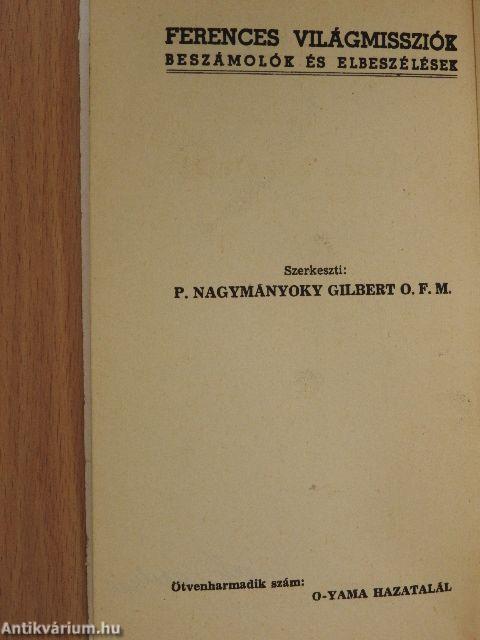 FERENCES VILÁGMISSZIÓK
BESZÁMOLÓK ÉS ELBESZÉLÉSEK
Szerkeszti:
P. NAGYMÁNYOKY GILBERT O. F. M.
Ötvenharmadik szám:
O-YAMA HAZATALÁL
Antikvárium.hu